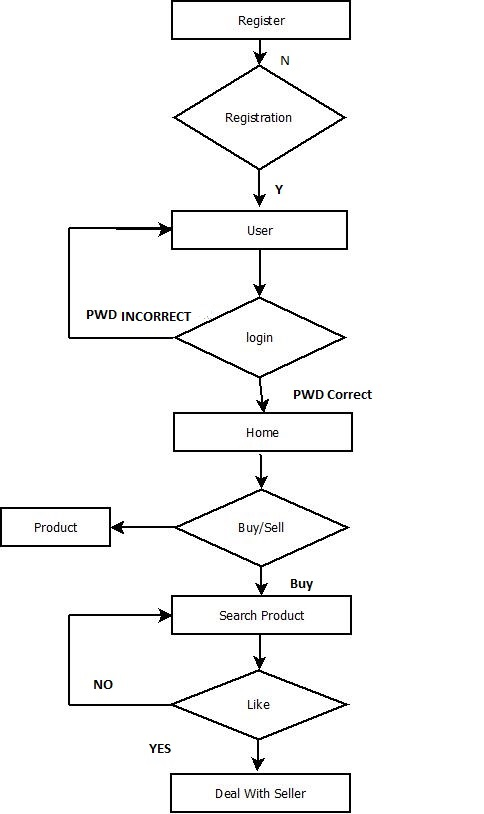 Register
N
Registration
Y
User
PWD INCORRECT
login
PWD Correct
Home
Product
Buy/Sell
Buy
Search Product
NO
Like
YES
Deal With Seller